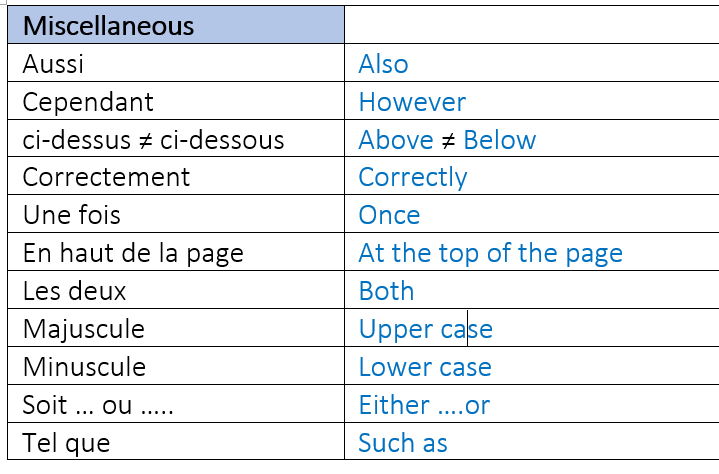 Miscellaneous
Aussi Also
Cependant However
ci-dessus ≠ ci-dessous Above ≠ Below
Correctement Correctly
Une fois Once
En haut de la page At the top of the page
Les deux Both
Majuscule Upper case
Minuscule Lower case
Soit ... ou ..... Either ....or
Tel que Such as